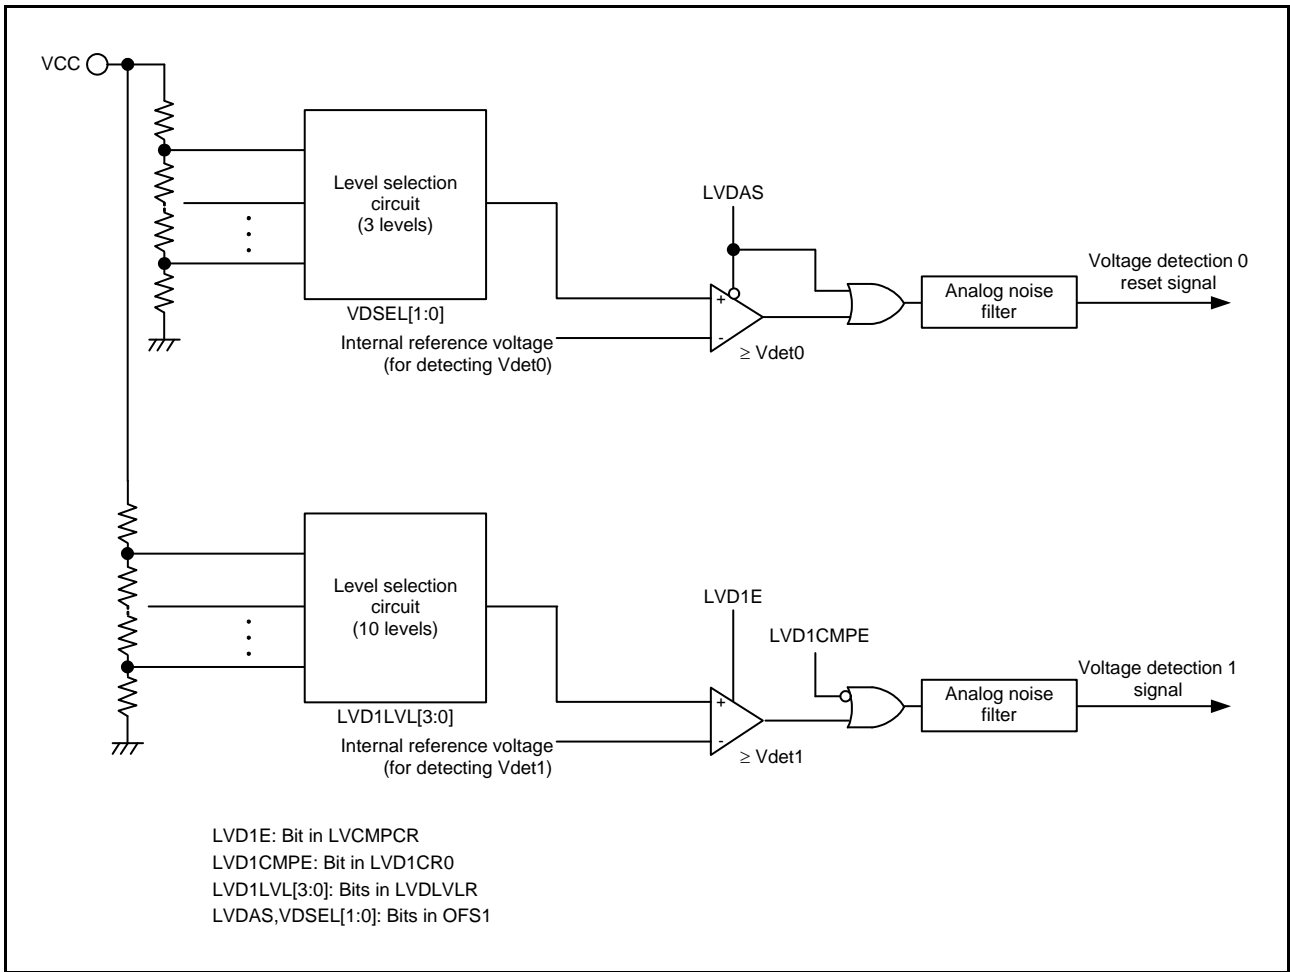 VCC
Level selection
circuit
(3 levels)
VDSEL[1:0]
Internal reference voltage
(for detecting Vdet0)
LVDAS
+
-
≥ Vdet0
Analog noise
filter
Voltage detection 0
reset signal
Level selection
circuit
(10 levels)
LVD1LVL[3:0]
Internal reference voltage
(for detecting Vdet1)
LVD1E
LVD1CMPE
+
-
≥ Vdet1
Analog noise
filter
Voltage detection 1
signal
LVD1E: Bit in LVCMPCR
LVD1CMPE: Bit in LVD1CR0
LVD1LVL[3:0]: Bits in LVDLVLR
LVDAS,VDSEL[1:0]: Bits in OFS1